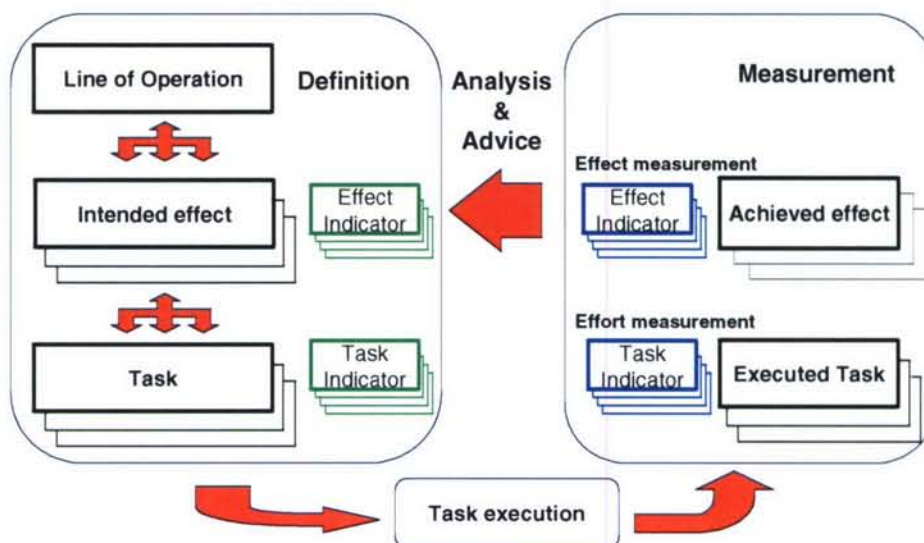 Line of Operation
Definition
Intended effect
Effect
Indicator
Task
Task
Indicator
Analysis
&
Advice
Measurement
Effect measurement
Effect
Indicator
Achieved effect
Effort measurement
Task
Indicator
Executed Task
Task execution